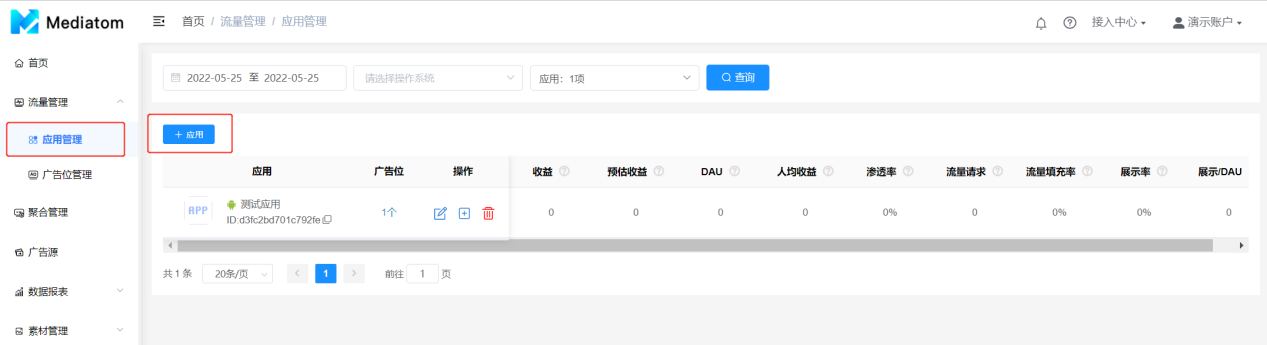 Mediatom
首页 / 流量管理 / 应用管理
接入中心
演示账户
首页
流量管理
应用管理
广告位管理
聚合管理
广告源
数据报表
素材管理
2022-05-25 至 2022-05-25
请选择操作系统
应用：1项
查询
+ 应用
应用 广告位 操作 收益 预估收益 DAU 人均收益 渗透率 流量请求 流量填充率 展示率 展示/DAU
APP 测试应用
ID:d3fc2bd701c792fe
1个 0 0 0 0 0% 0 0% 0% 0
共 1 条 20条/页 1 前往 1 页